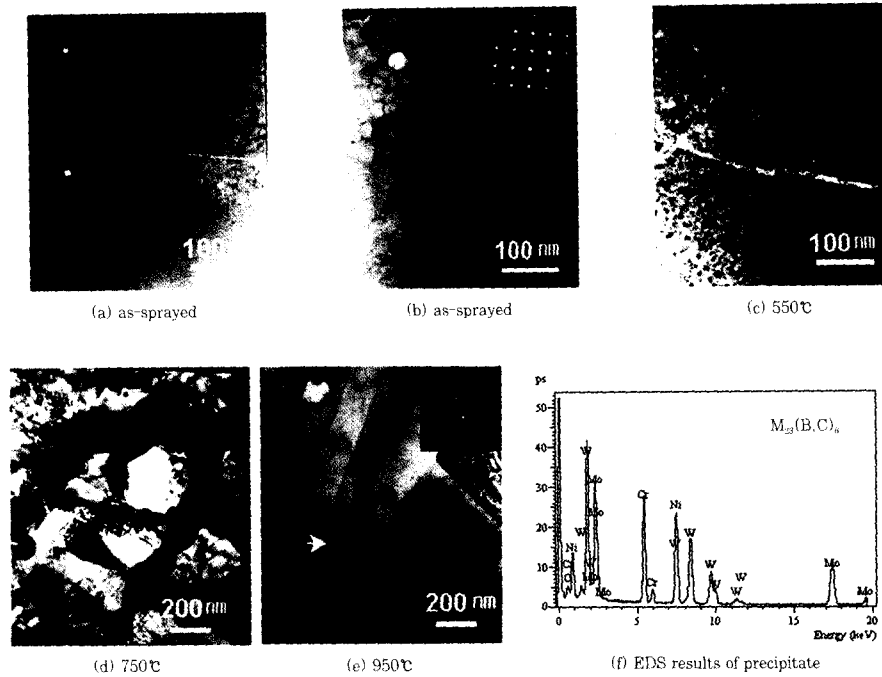 100
100 nm
100 nm
(a) as-sprayed
(b) as-sprayed
(c) 550℃
200 nm
200 nm
(d) 750℃
(e) 950℃
ps
50
40
30
20
10
0
M₂₃(B,C)₆
W
Mo
Mo
W
Ni
C
Mo
Cr
Cr
Ni
W
W
W
W
W
W
Mo
Mo
0
5
10
15
20
Energy (keV)
(f) EDS results of precipitate